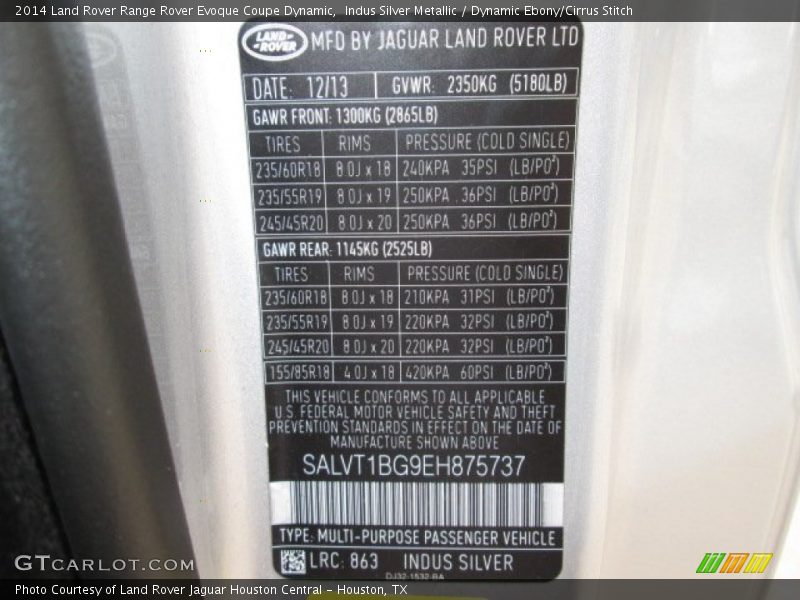 2014 Land Rover Range Rover Evoque Coupe Dynamic,  Indus Silver Metallic / Dynamic Ebony/Cirrus Stitch
LAND-ROVER MFD BY JAGUAR LAND ROVER LTD
DATE: 12/13 GVWR: 2350KG (5180LB)
GAWR FRONT: 1300KG (2865LB)
TIRES RIMS PRESSURE (COLD SINGLE)
235/60R18 8.0J x 18 240KPA 35PSI (LB/PO²)
235/55R19 8.0J x 19 250KPA 36PSI (LB/PO²)
245/45R20 8.0J x 20 250KPA 36PSI (LB/PO²)
GAWR REAR: 1145KG (2525LB)
TIRES RIMS PRESSURE (COLD SINGLE)
235/60R18 8.0J x 18 210KPA 31PSI (LB/PO²)
235/55R19 8.0J x 19 220KPA 32PSI (LB/PO²)
245/45R20 8.0J x 20 220KPA 32PSI (LB/PO²)
155/85R18 4.0J x 18 420KPA 60PSI (LB/PO²)
THIS VEHICLE CONFORMS TO ALL APPLICABLE
U.S. FEDERAL MOTOR VEHICLE SAFETY AND THEFT
PREVENTION STANDARDS IN EFFECT ON THE DATE OF
MANUFACTURE SHOWN ABOVE
SALVT1BG9EH875737
TYPE: MULTI-PURPOSE PASSENGER VEHICLE
LRC: 863 INDUS SILVER
DJ32-1532-BA
GTCARLOT.COM
Photo Courtesy of Land Rover Jaguar Houston Central - Houston, TX